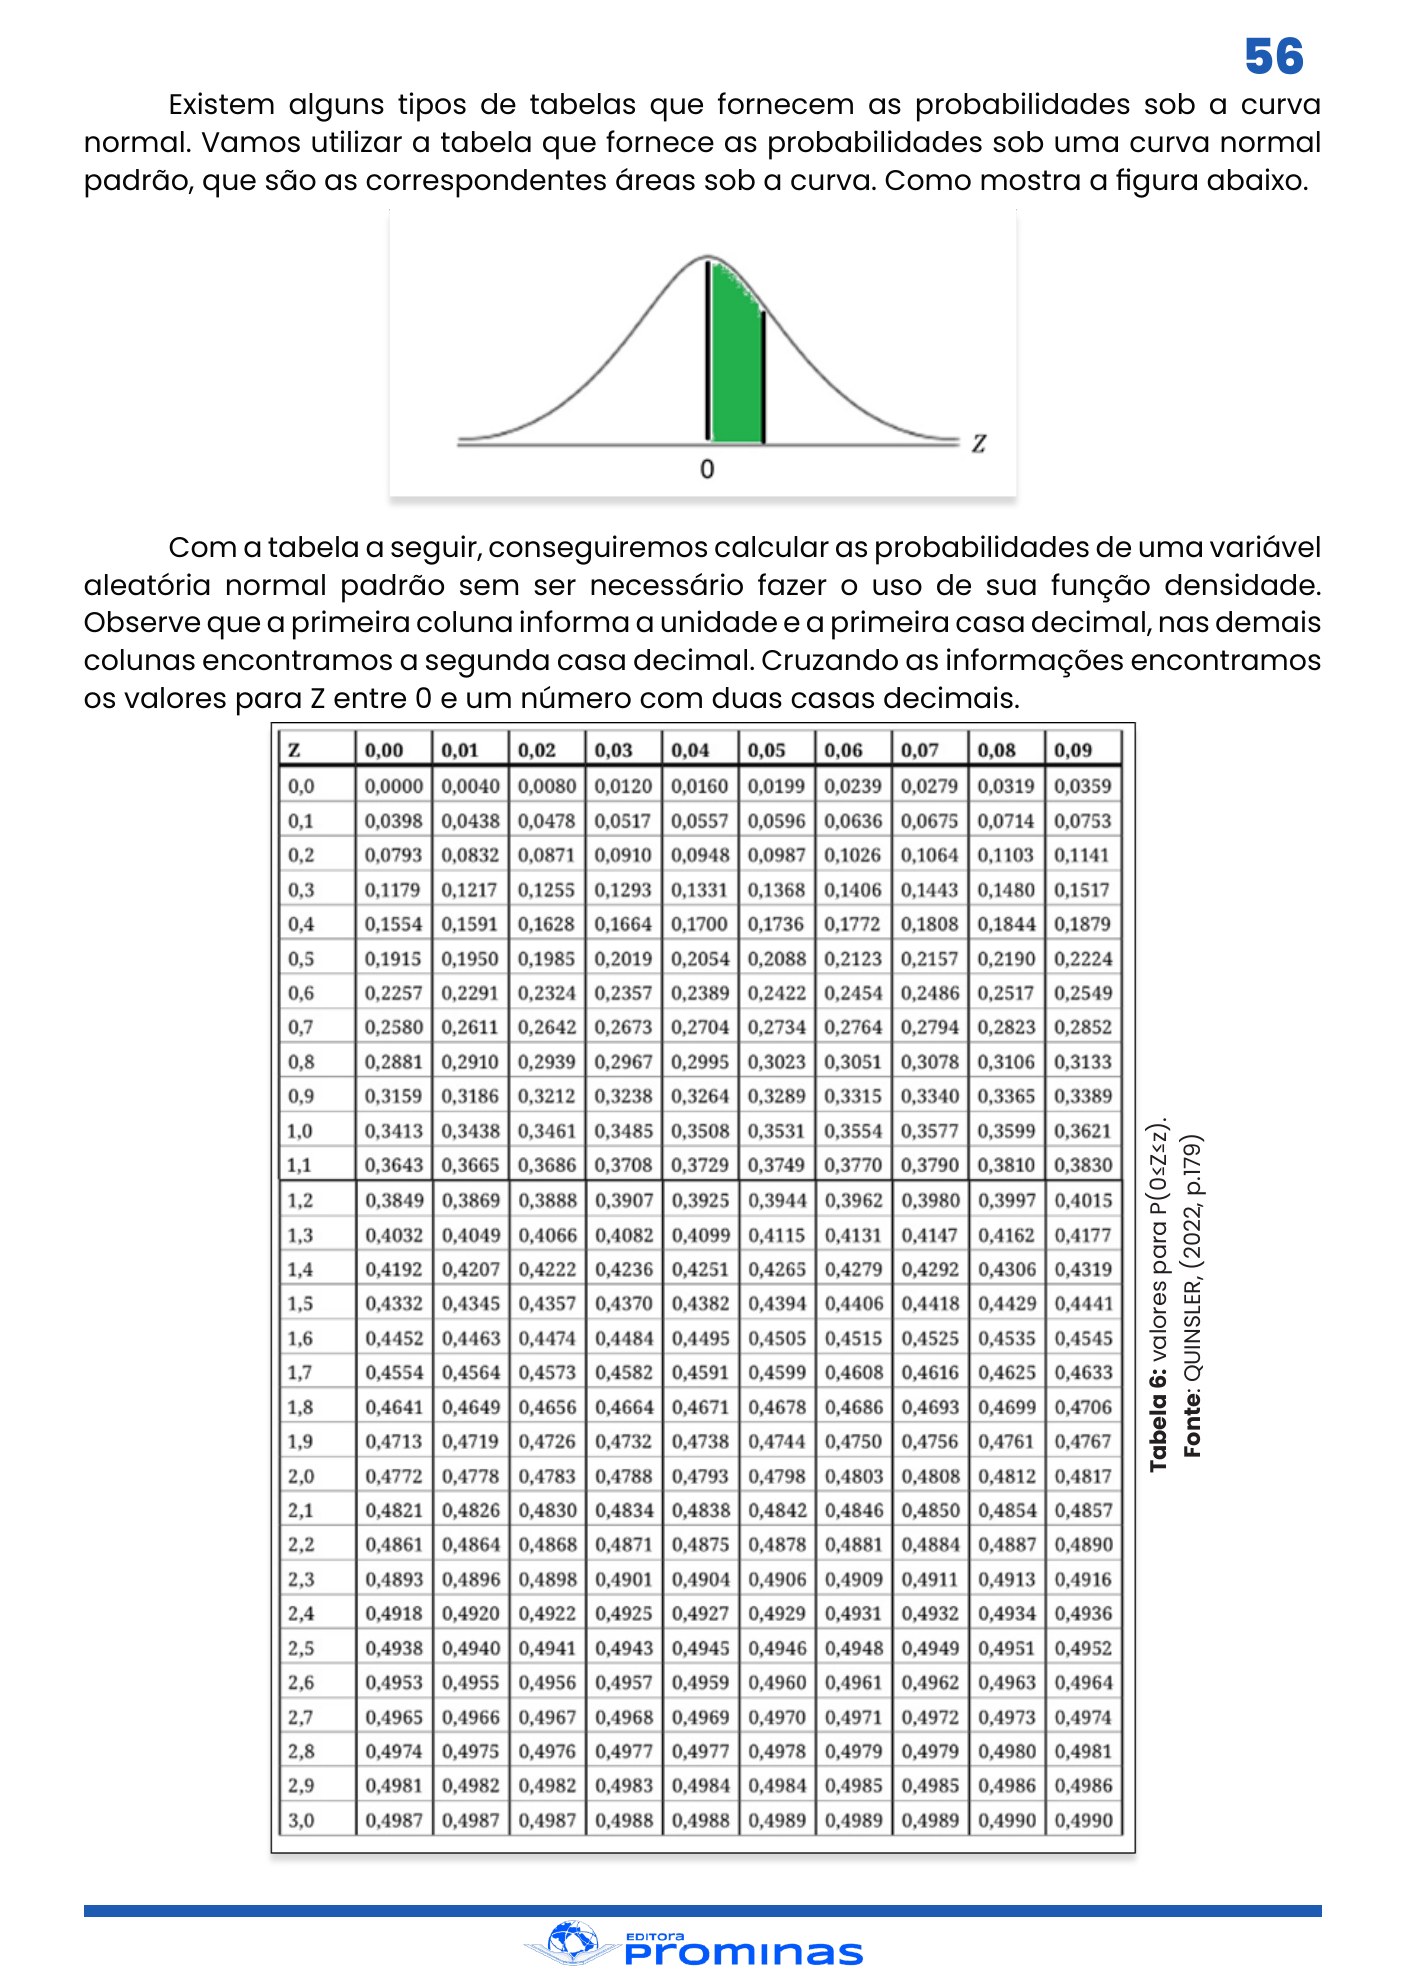 56
Existem alguns tipos de tabelas que fornecem as probabilidades sob a curva
normal. Vamos utilizar a tabela que fornece as probabilidades sob uma curva normal
padrão, que são as correspondentes áreas sob a curva. Como mostra a figura abaixo.
Z
0
Com a tabela a seguir, conseguiremos calcular as probabilidades de uma variável
aleatória normal padrão sem ser necessário fazer o uso de sua função densidade.
Observe que a primeira coluna informa a unidade e a primeira casa decimal, nas demais
colunas encontramos a segunda casa decimal. Cruzando as informações encontramos
os valores para Z entre 0 e um número com duas casas decimais.
Z 0,00 0,01 0,02 0,03 0,04 0,05 0,06 0,07 0,08 0,09
0,0 0,0000 0,0040 0,0080 0,0120 0,0160 0,0199 0,0239 0,0279 0,0319 0,0359
0,1 0,0398 0,0438 0,0478 0,0517 0,0557 0,0596 0,0636 0,0675 0,0714 0,0753
0,2 0,0793 0,0832 0,0871 0,0910 0,0948 0,0987 0,1026 0,1064 0,1103 0,1141
0,3 0,1179 0,1217 0,1255 0,1293 0,1331 0,1368 0,1406 0,1443 0,1480 0,1517
0,4 0,1554 0,1591 0,1628 0,1664 0,1700 0,1736 0,1772 0,1808 0,1844 0,1879
0,5 0,1915 0,1950 0,1985 0,2019 0,2054 0,2088 0,2123 0,2157 0,2190 0,2224
0,6 0,2257 0,2291 0,2324 0,2357 0,2389 0,2422 0,2454 0,2486 0,2517 0,2549
0,7 0,2580 0,2611 0,2642 0,2673 0,2704 0,2734 0,2764 0,2794 0,2823 0,2852
0,8 0,2881 0,2910 0,2939 0,2967 0,2995 0,3023 0,3051 0,3078 0,3106 0,3133
0,9 0,3159 0,3186 0,3212 0,3238 0,3264 0,3289 0,3315 0,3340 0,3365 0,3389
1,0 0,3413 0,3438 0,3461 0,3485 0,3508 0,3531 0,3554 0,3577 0,3599 0,3621
1,1 0,3643 0,3665 0,3686 0,3708 0,3729 0,3749 0,3770 0,3790 0,3810 0,3830
1,2 0,3849 0,3869 0,3888 0,3907 0,3925 0,3944 0,3962 0,3980 0,3997 0,4015
1,3 0,4032 0,4049 0,4066 0,4082 0,4099 0,4115 0,4131 0,4147 0,4162 0,4177
1,4 0,4192 0,4207 0,4222 0,4236 0,4251 0,4265 0,4279 0,4292 0,4306 0,4319
1,5 0,4332 0,4345 0,4357 0,4370 0,4382 0,4394 0,4406 0,4418 0,4429 0,4441
1,6 0,4452 0,4463 0,4474 0,4484 0,4495 0,4505 0,4515 0,4525 0,4535 0,4545
1,7 0,4554 0,4564 0,4573 0,4582 0,4591 0,4599 0,4608 0,4616 0,4625 0,4633
1,8 0,4641 0,4649 0,4656 0,4664 0,4671 0,4678 0,4686 0,4693 0,4699 0,4706
1,9 0,4713 0,4719 0,4726 0,4732 0,4738 0,4744 0,4750 0,4756 0,4761 0,4767
2,0 0,4772 0,4778 0,4783 0,4788 0,4793 0,4798 0,4803 0,4808 0,4812 0,4817
2,1 0,4821 0,4826 0,4830 0,4834 0,4838 0,4842 0,4846 0,4850 0,4854 0,4857
2,2 0,4861 0,4864 0,4868 0,4871 0,4875 0,4878 0,4881 0,4884 0,4887 0,4890
2,3 0,4893 0,4896 0,4898 0,4901 0,4904 0,4906 0,4909 0,4911 0,4913 0,4916
2,4 0,4918 0,4920 0,4922 0,4925 0,4927 0,4929 0,4931 0,4932 0,4934 0,4936
2,5 0,4938 0,4940 0,4941 0,4943 0,4945 0,4946 0,4948 0,4949 0,4951 0,4952
2,6 0,4953 0,4955 0,4956 0,4957 0,4959 0,4960 0,4961 0,4962 0,4963 0,4964
2,7 0,4965 0,4966 0,4967 0,4968 0,4969 0,4970 0,4971 0,4972 0,4973 0,4974
2,8 0,4974 0,4975 0,4976 0,4977 0,4977 0,4978 0,4979 0,4979 0,4980 0,4981
2,9 0,4981 0,4982 0,4982 0,4983 0,4984 0,4984 0,4985 0,4985 0,4986 0,4986
3,0 0,4987 0,4987 0,4987 0,4988 0,4988 0,4989 0,4989 0,4989 0,4990 0,4990
Tabela 6: valores para P(0≤Z≤z).
Fonte: QUINSLER, (2022, p.179)
EDITORA
Prominas